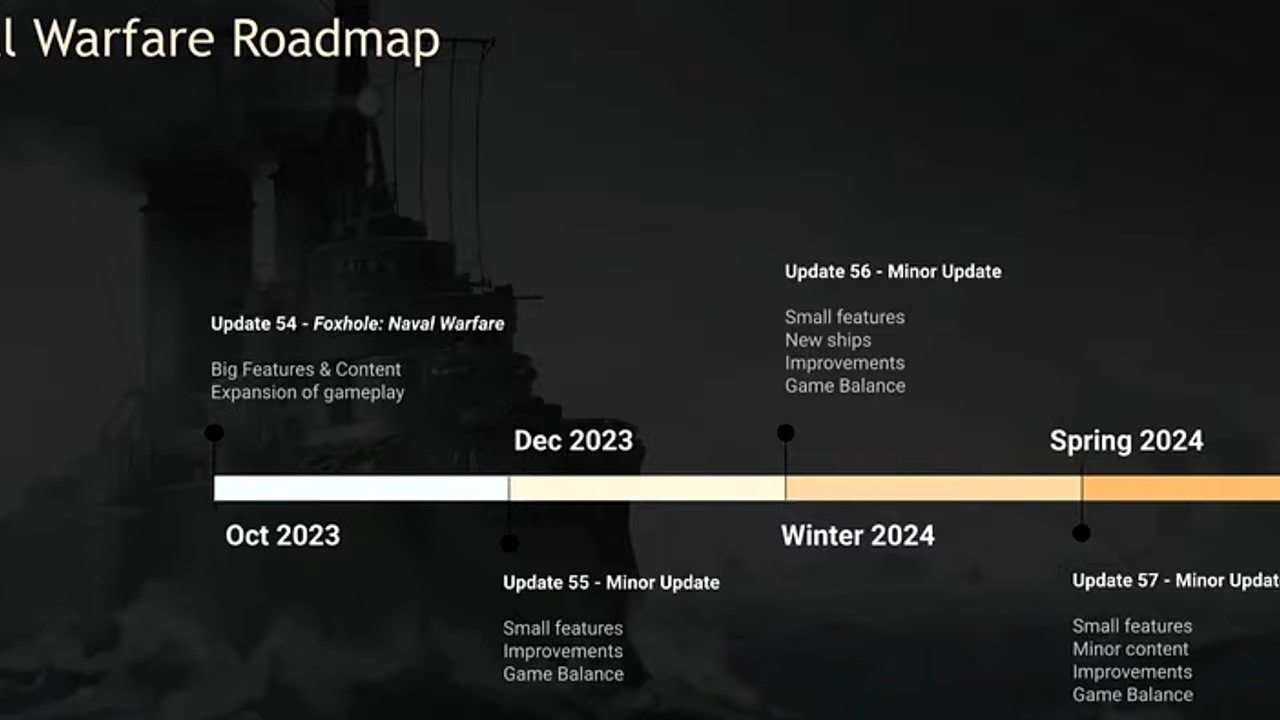 l Warfare Roadmap
Update 54 - Foxhole: Naval Warfare
Big Features & Content
Expansion of gameplay
Oct 2023
Dec 2023
Update 55 - Minor Update
Small features
Improvements
Game Balance
Update 56 - Minor Update
Small features
New ships
Improvements
Game Balance
Winter 2024
Spring 2024
Update 57 - Minor Updat
Small features
Minor content
Improvements
Game Balance